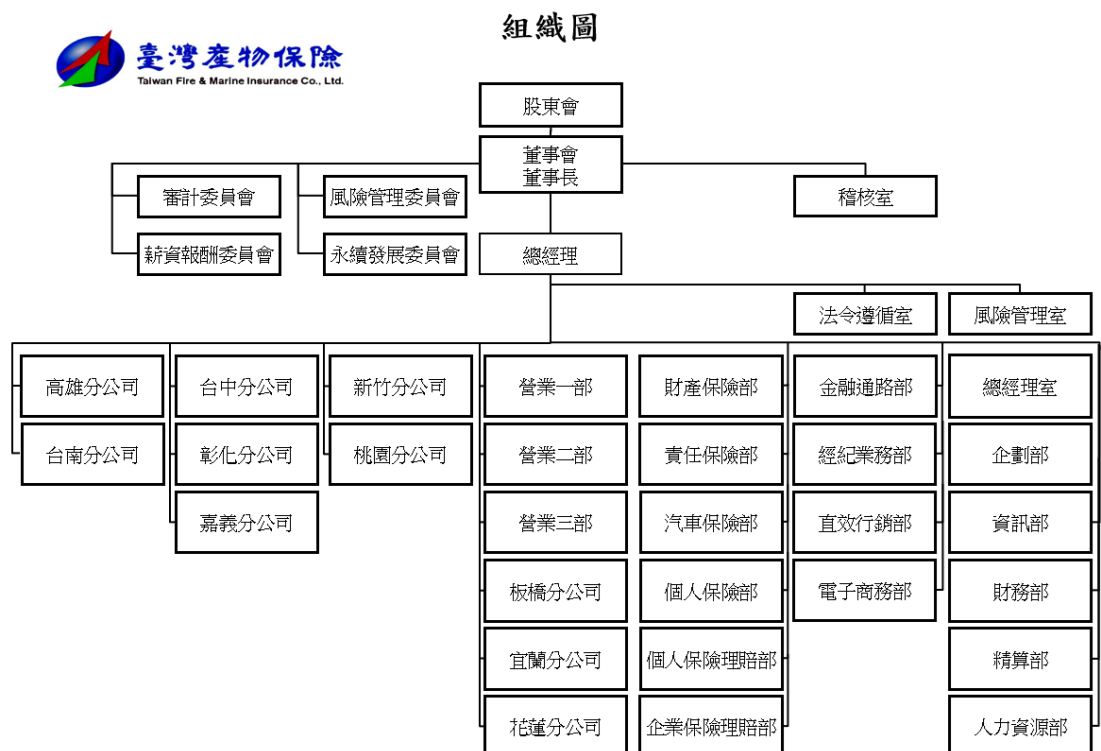 組織圖
臺灣產物保險
Taiwan Fire & Marine Insurance Co., Ltd.
股東會
董事會
董事長
審計委員會
風險管理委員會
稽核室
薪資報酬委員會
永續發展委員會
總經理
法令遵循室
風險管理室
高雄分公司
台中分公司
新竹分公司
營業一部
財產保險部
金融通路部
總經理室
台南分公司
彰化分公司
桃園分公司
營業二部
責任保險部
經紀業務部
企劃部
嘉義分公司
營業三部
汽車保險部
直效行銷部
資訊部
板橋分公司
個人保險部
電子商務部
財務部
宜蘭分公司
個人保險理賠部
精算部
花蓮分公司
企業保險理賠部
人力資源部